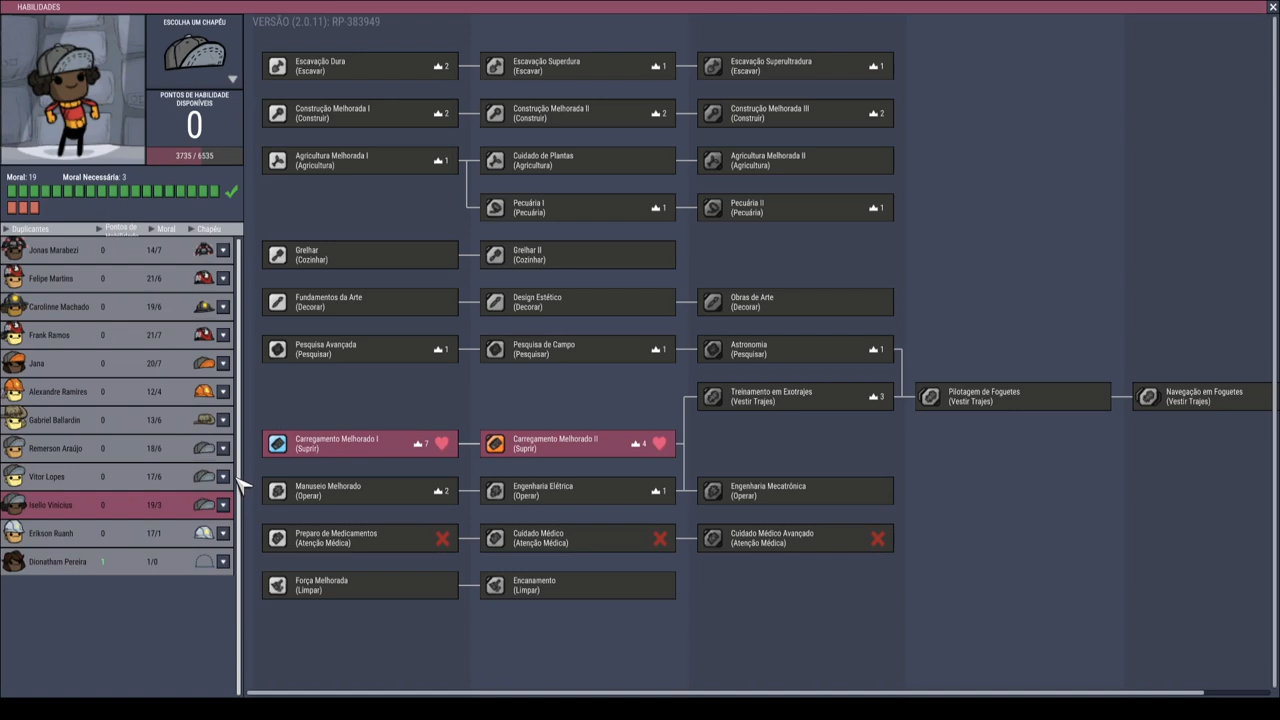 HABILIDADES
ESCOLHA UM CHAPÉU
PONTOS DE HABILIDADE
DISPONÍVEIS
0
3735 / 6535
Moral: 19 Moral Necessária: 3
Duplicantes Pontos de Habilidade Moral Chapéu
Jonas Marabezi 0 14/7
Felipe Martins 0 21/6
Carolinne Machado 0 19/6
Frank Ramos 0 21/7
Jana 0 20/7
Alexandre Ramires 0 12/4
Gabriel Ballardin 0 13/6
Remerson Araújo 0 18/6
Vitor Lopes 0 17/6
Isello Vinicius 0 19/3
Erikson Ruanh 0 17/1
Dionatham Pereira 1 1/0
VERSÃO (2.0.11): RP-383949
Escavação Dura
(Escavar)
2
Escavação Superdura
(Escavar)
1
Escavação Superultradura
(Escavar)
1
Construção Melhorada I
(Construir)
2
Construção Melhorada II
(Construir)
2
Construção Melhorada III
(Construir)
2
Agricultura Melhorada I
(Agricultura)
1
Cuidado de Plantas
(Agricultura)
Agricultura Melhorada II
(Agricultura)
Pecuária I
(Pecuária)
1
Pecuária II
(Pecuária)
1
Grelhar
(Cozinhar)
Grelhar II
(Cozinhar)
Fundamentos da Arte
(Decorar)
Design Estético
(Decorar)
Obras de Arte
(Decorar)
Pesquisa Avançada
(Pesquisar)
1
Pesquisa de Campo
(Pesquisar)
1
Astronomia
(Pesquisar)
1
Treinamento em Exotrajes
(Vestir Trajes)
3
Pilotagem de Foguetes
(Vestir Trajes)
Navegação em Foguetes
(Vestir Trajes)
Carregamento Melhorado I
(Suprir)
7
Carregamento Melhorado II
(Suprir)
4
Manuseio Melhorado
(Operar)
2
Engenharia Elétrica
(Operar)
1
Engenharia Mecatrônica
(Operar)
Preparo de Medicamentos
(Atenção Médica)
Cuidado Médico
(Atenção Médica)
Cuidado Médico Avançado
(Atenção Médica)
Força Melhorada
(Limpar)
Encanamento
(Limpar)